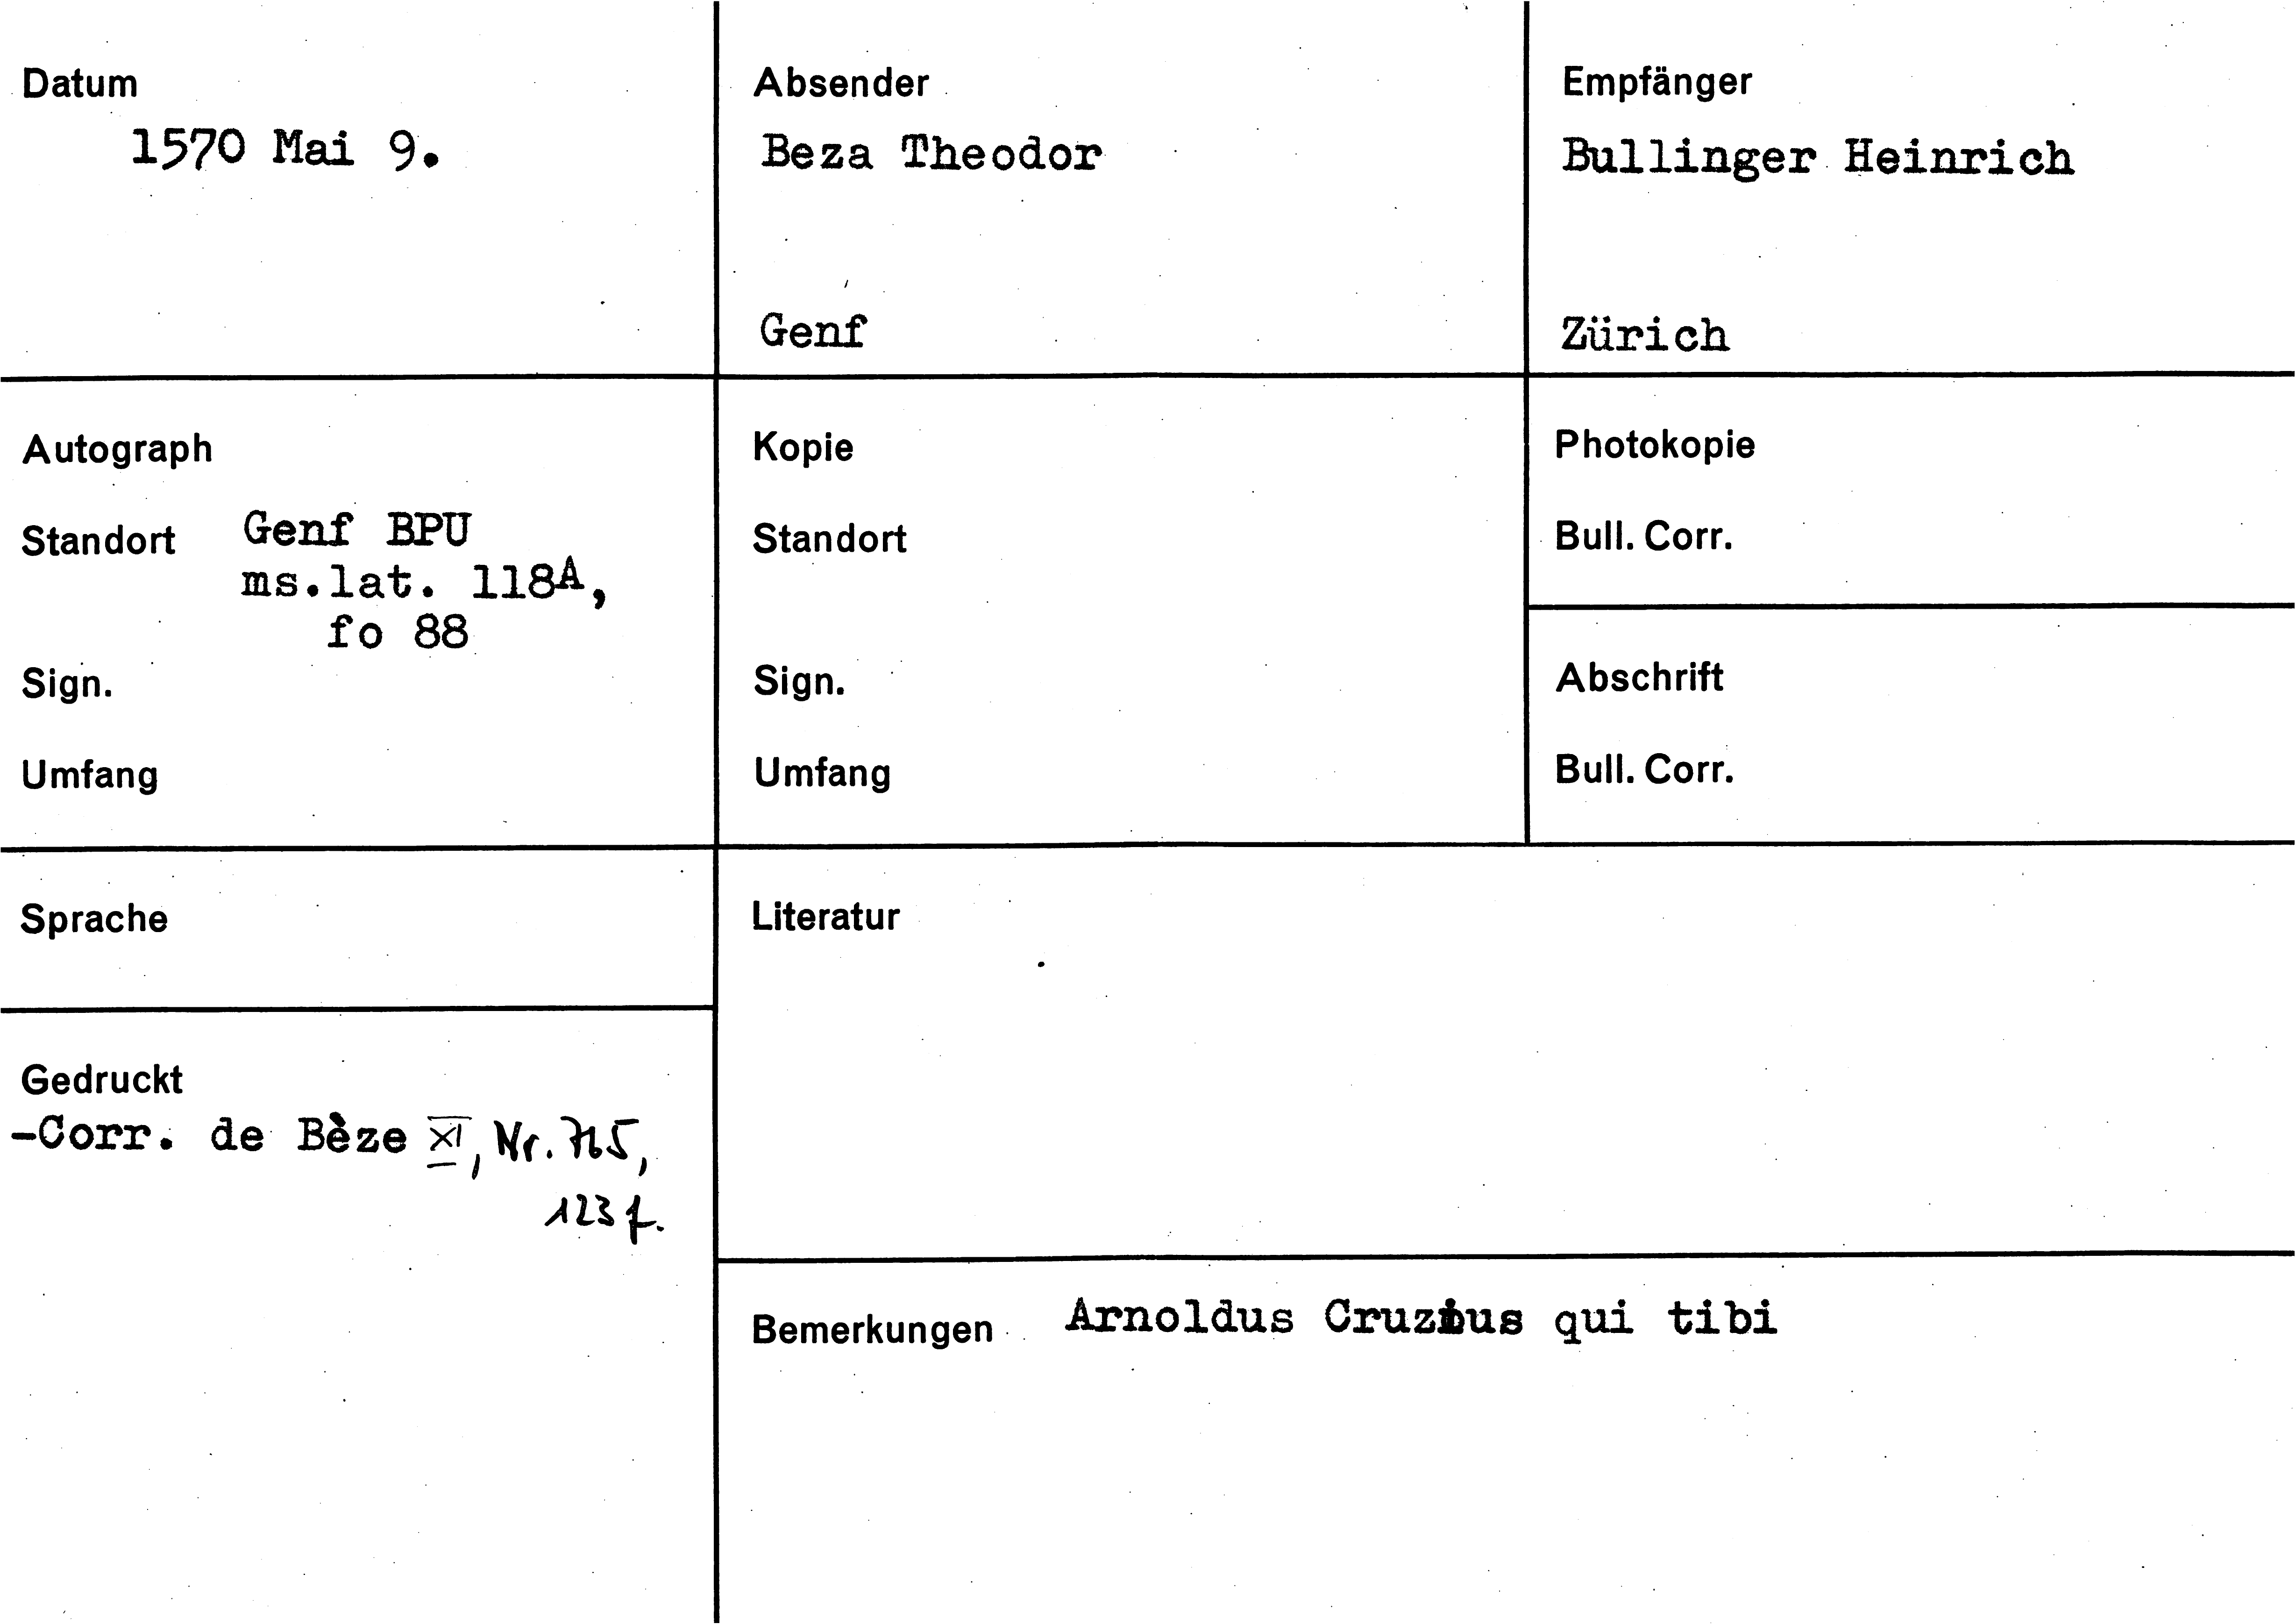 Datum
1570 Mai 9.
Absender
Beza Theodor
Genf
Empfänger
Bullinger Heinrich
Zürich
Autograph
Standort Genf BPU
ms.lat. 118A,
fo 88
Sign.
Umfang
Kopie
Standort
Sign.
Umfang
Photokopie
Bull. Corr.
Abschrift
Bull. Corr.
Sprache
Literatur
Gedruckt
-Corr. de Bèze XI, Nr. 765,
123 f.
Bemerkungen Arnoldus Cruzius qui tibi